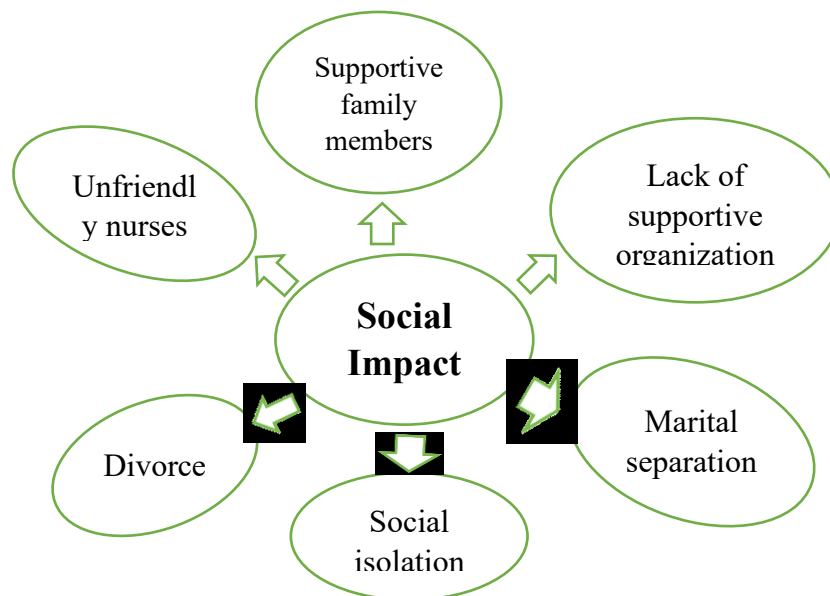 Supportive
family
members
Unfriendl
y nurses
Lack of
supportive
organization
Social
Impact
Marital
separation
Divorce
Social
isolation